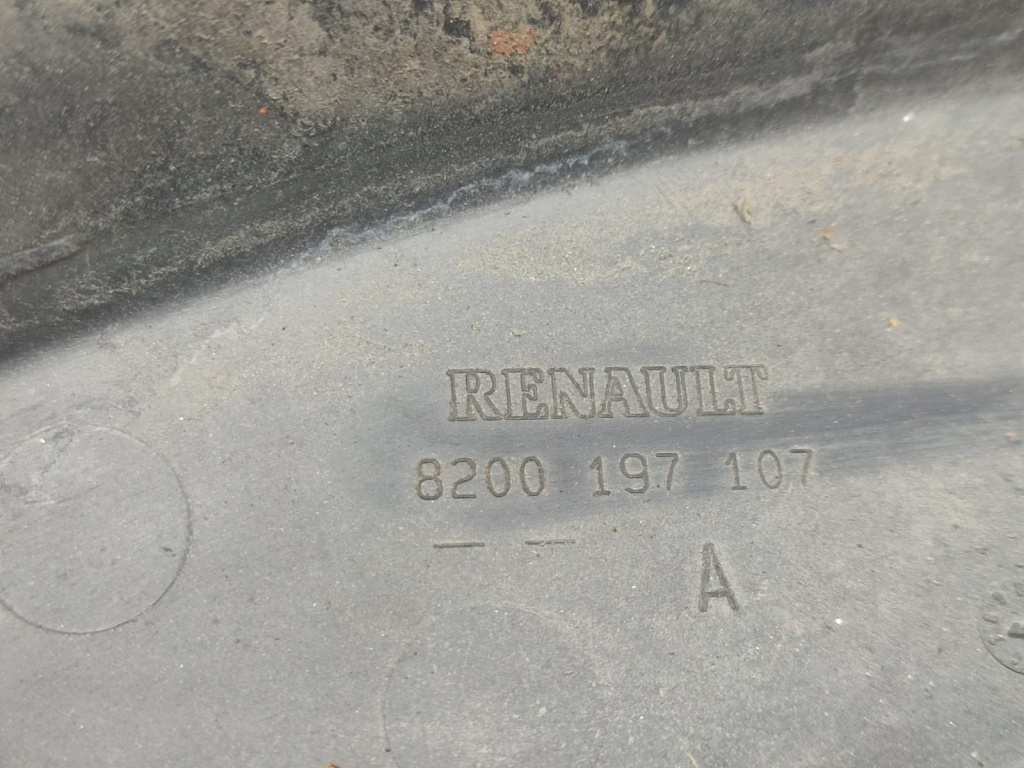 RENAULT
8200 197 107
— —
A